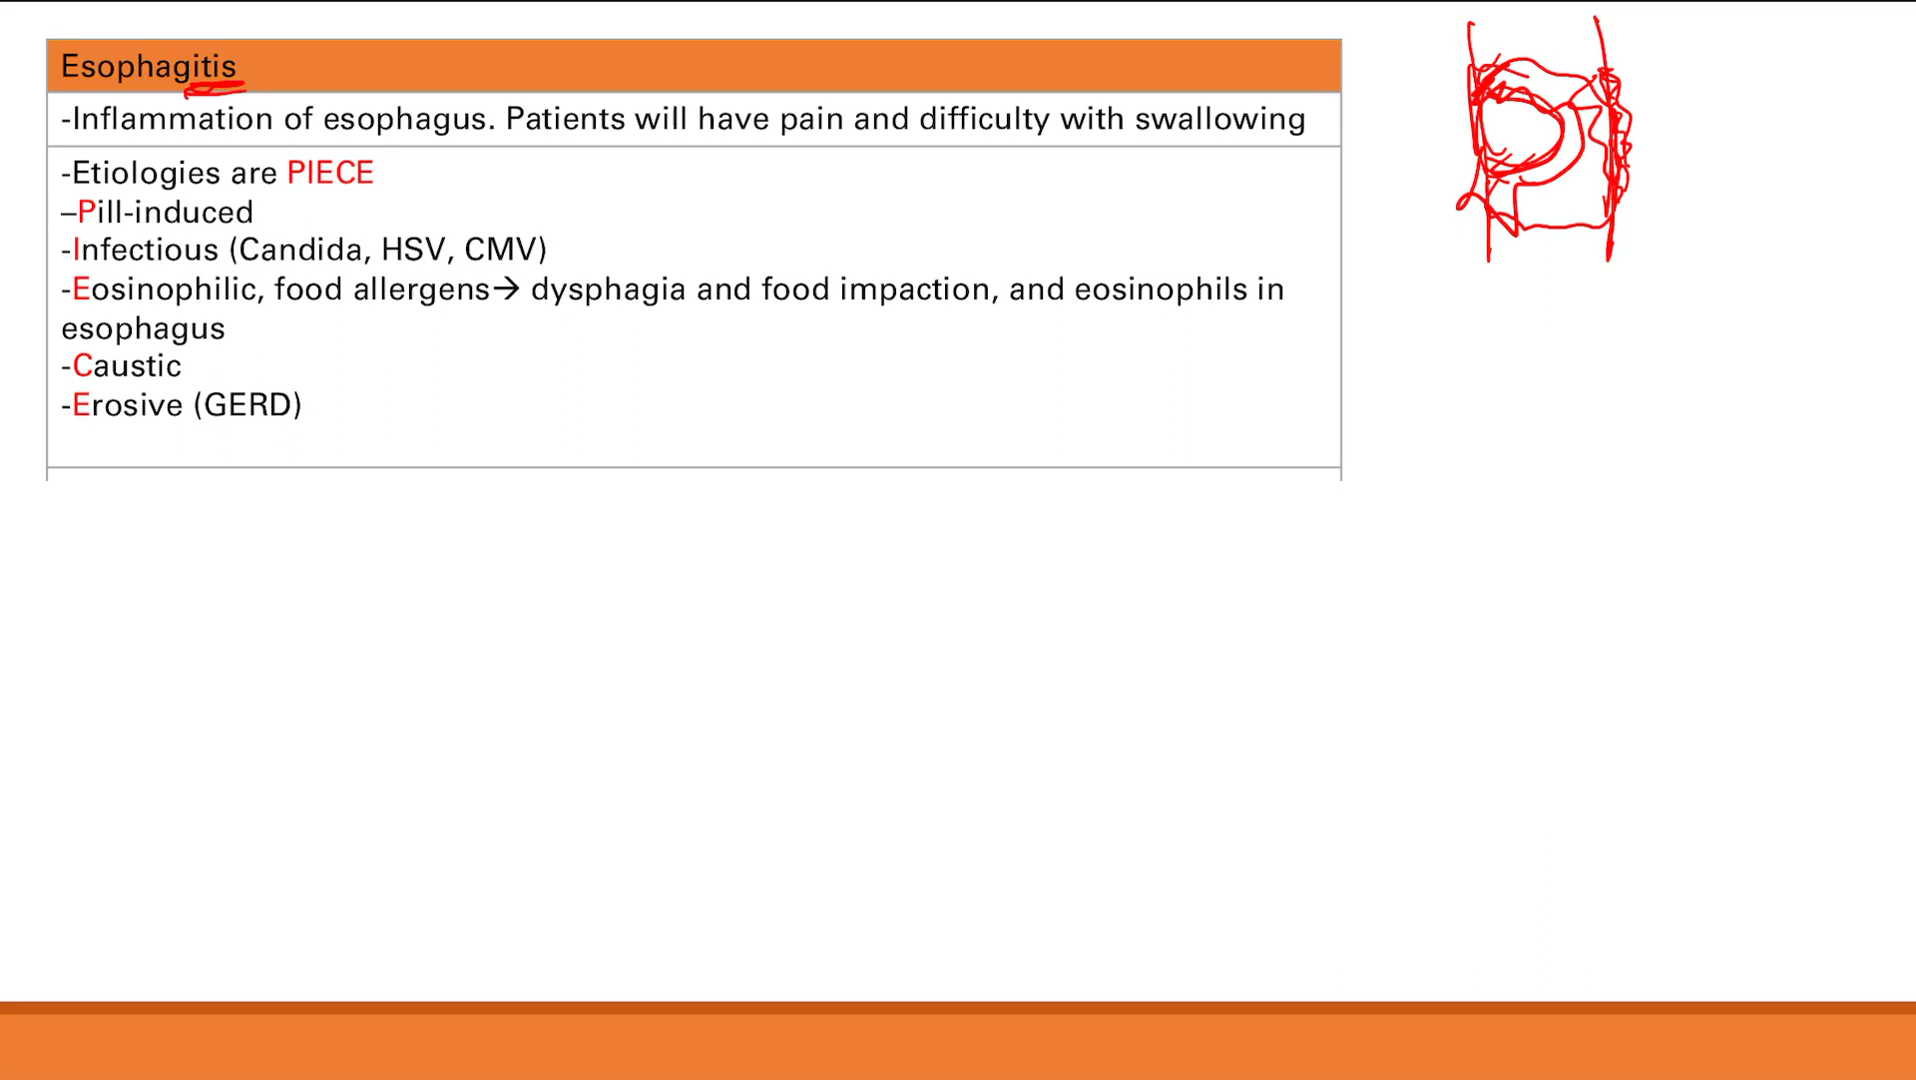 Esophagitis
-Inflammation of esophagus. Patients will have pain and difficulty with swallowing
-Etiologies are PIECE
–Pill-induced
-Infectious (Candida, HSV, CMV)
-Eosinophilic, food allergens→ dysphagia and food impaction, and eosinophils in
esophagus
-Caustic
-Erosive (GERD)